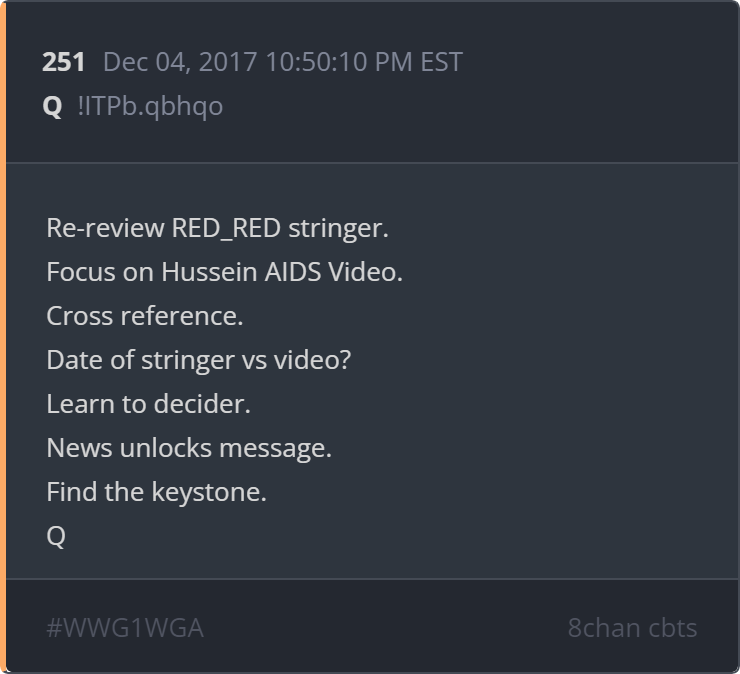 251 Dec 04, 2017 10:50:10 PM EST
Q !ITPb.qbhqo
Re-review RED_RED stringer.
Focus on Hussein AIDS Video.
Cross reference.
Date of stringer vs video?
Learn to decider.
News unlocks message.
Find the keystone.
Q
#WWG1WGA 8chan cbts